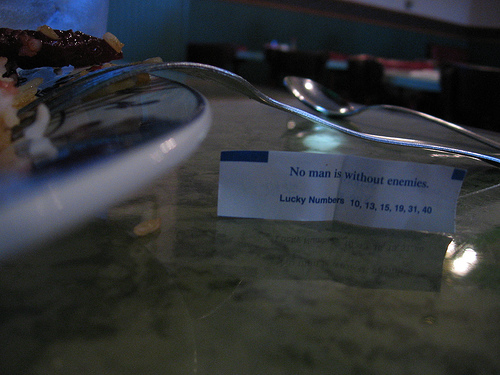 No man is without enemies.
Lucky Numbers 10, 13, 15, 19, 31, 40